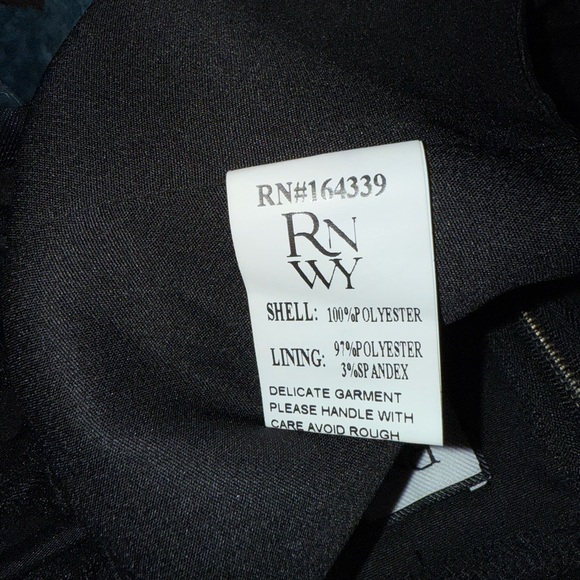 RN#164339
RN
WY
SHELL: 100%POLYESTER
LINING: 97%POLYESTER
3%SPANDEX
DELICATE GARMENT
PLEASE HANDLE WITH
CARE AVOID ROUGH